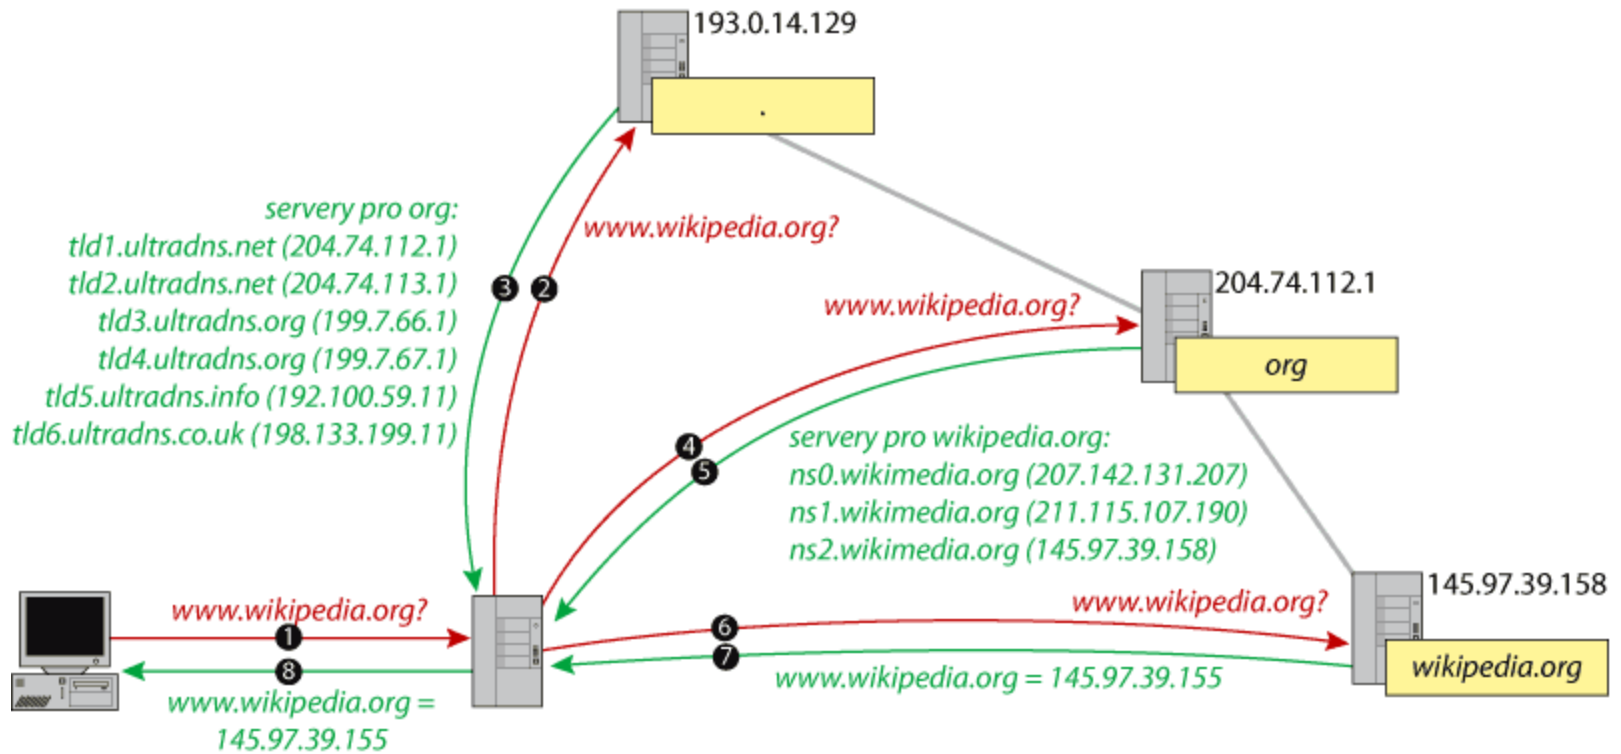 193.0.14.129
.
servery pro org:
tld1.ultradns.net (204.74.112.1)
tld2.ultradns.net (204.74.113.1)
tld3.ultradns.org (199.7.66.1)
tld4.ultradns.org (199.7.67.1)
tld5.ultradns.info (192.100.59.11)
tld6.ultradns.co.uk (198.133.199.11)
www.wikipedia.org?
3
2
204.74.112.1
www.wikipedia.org?
org
4
5
servery pro wikipedia.org:
ns0.wikimedia.org (207.142.131.207)
ns1.wikimedia.org (211.115.107.190)
ns2.wikimedia.org (145.97.39.158)
www.wikipedia.org?
1
8
www.wikipedia.org =
145.97.39.155
145.97.39.158
www.wikipedia.org?
6
7
www.wikipedia.org = 145.97.39.155
wikipedia.org